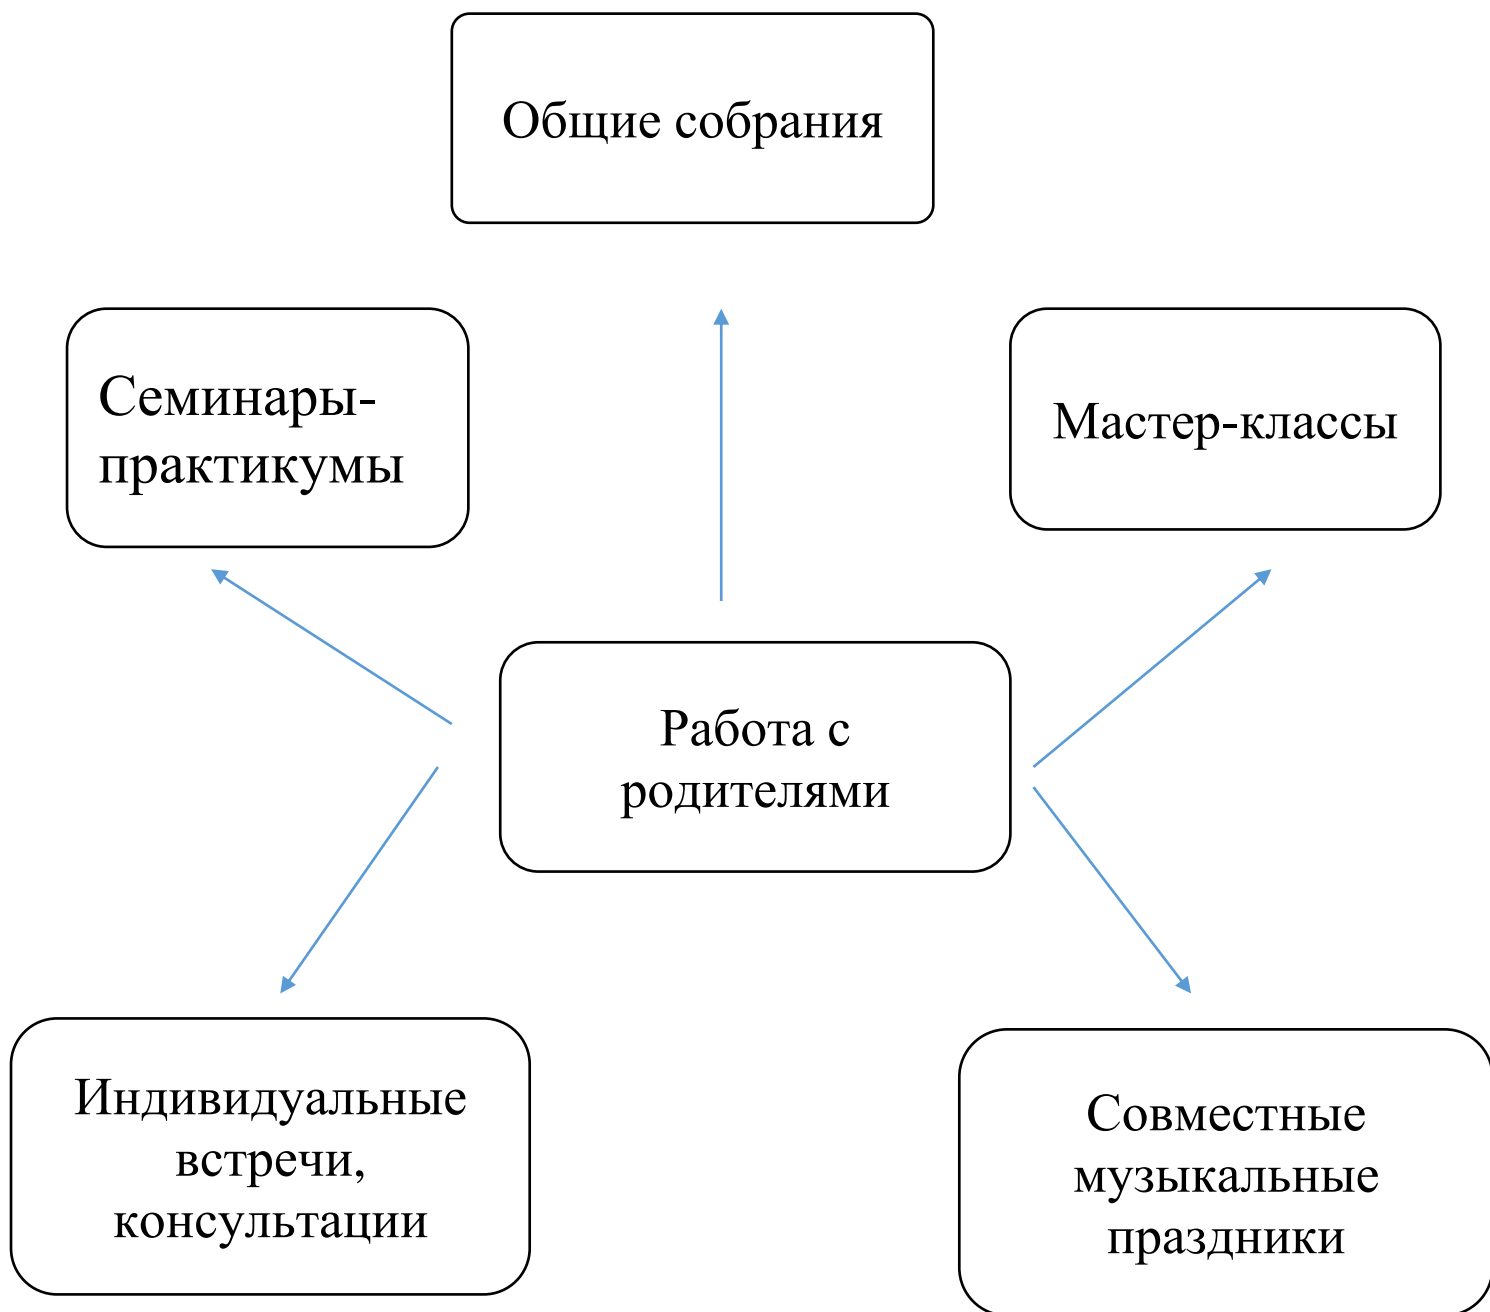 Общие собрания
Семинары-
практикумы
Мастер-классы
Работа с
родителями
Индивидуальные
встречи,
консультации
Совместные
музыкальные
праздники